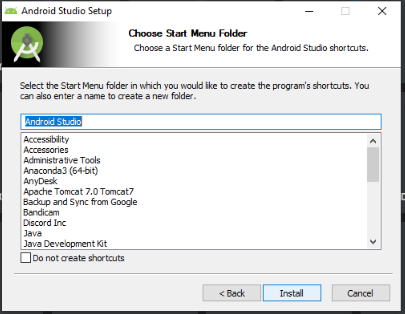 Android Studio Setup
Choose Start Menu Folder
Choose a Start Menu folder for the Android Studio shortcuts.
Select the Start Menu folder in which you would like to create the program's shortcuts. You
can also enter a name to create a new folder.
Android Studio
Accessibility
Accessories
Administrative Tools
Anaconda3 (64-bit)
AnyDesk
Apache Tomcat 7.0 Tomcat7
Backup and Sync from Google
Bandicam
Discord Inc
Java
Java Development Kit
Do not create shortcuts
< Back
Install
Cancel